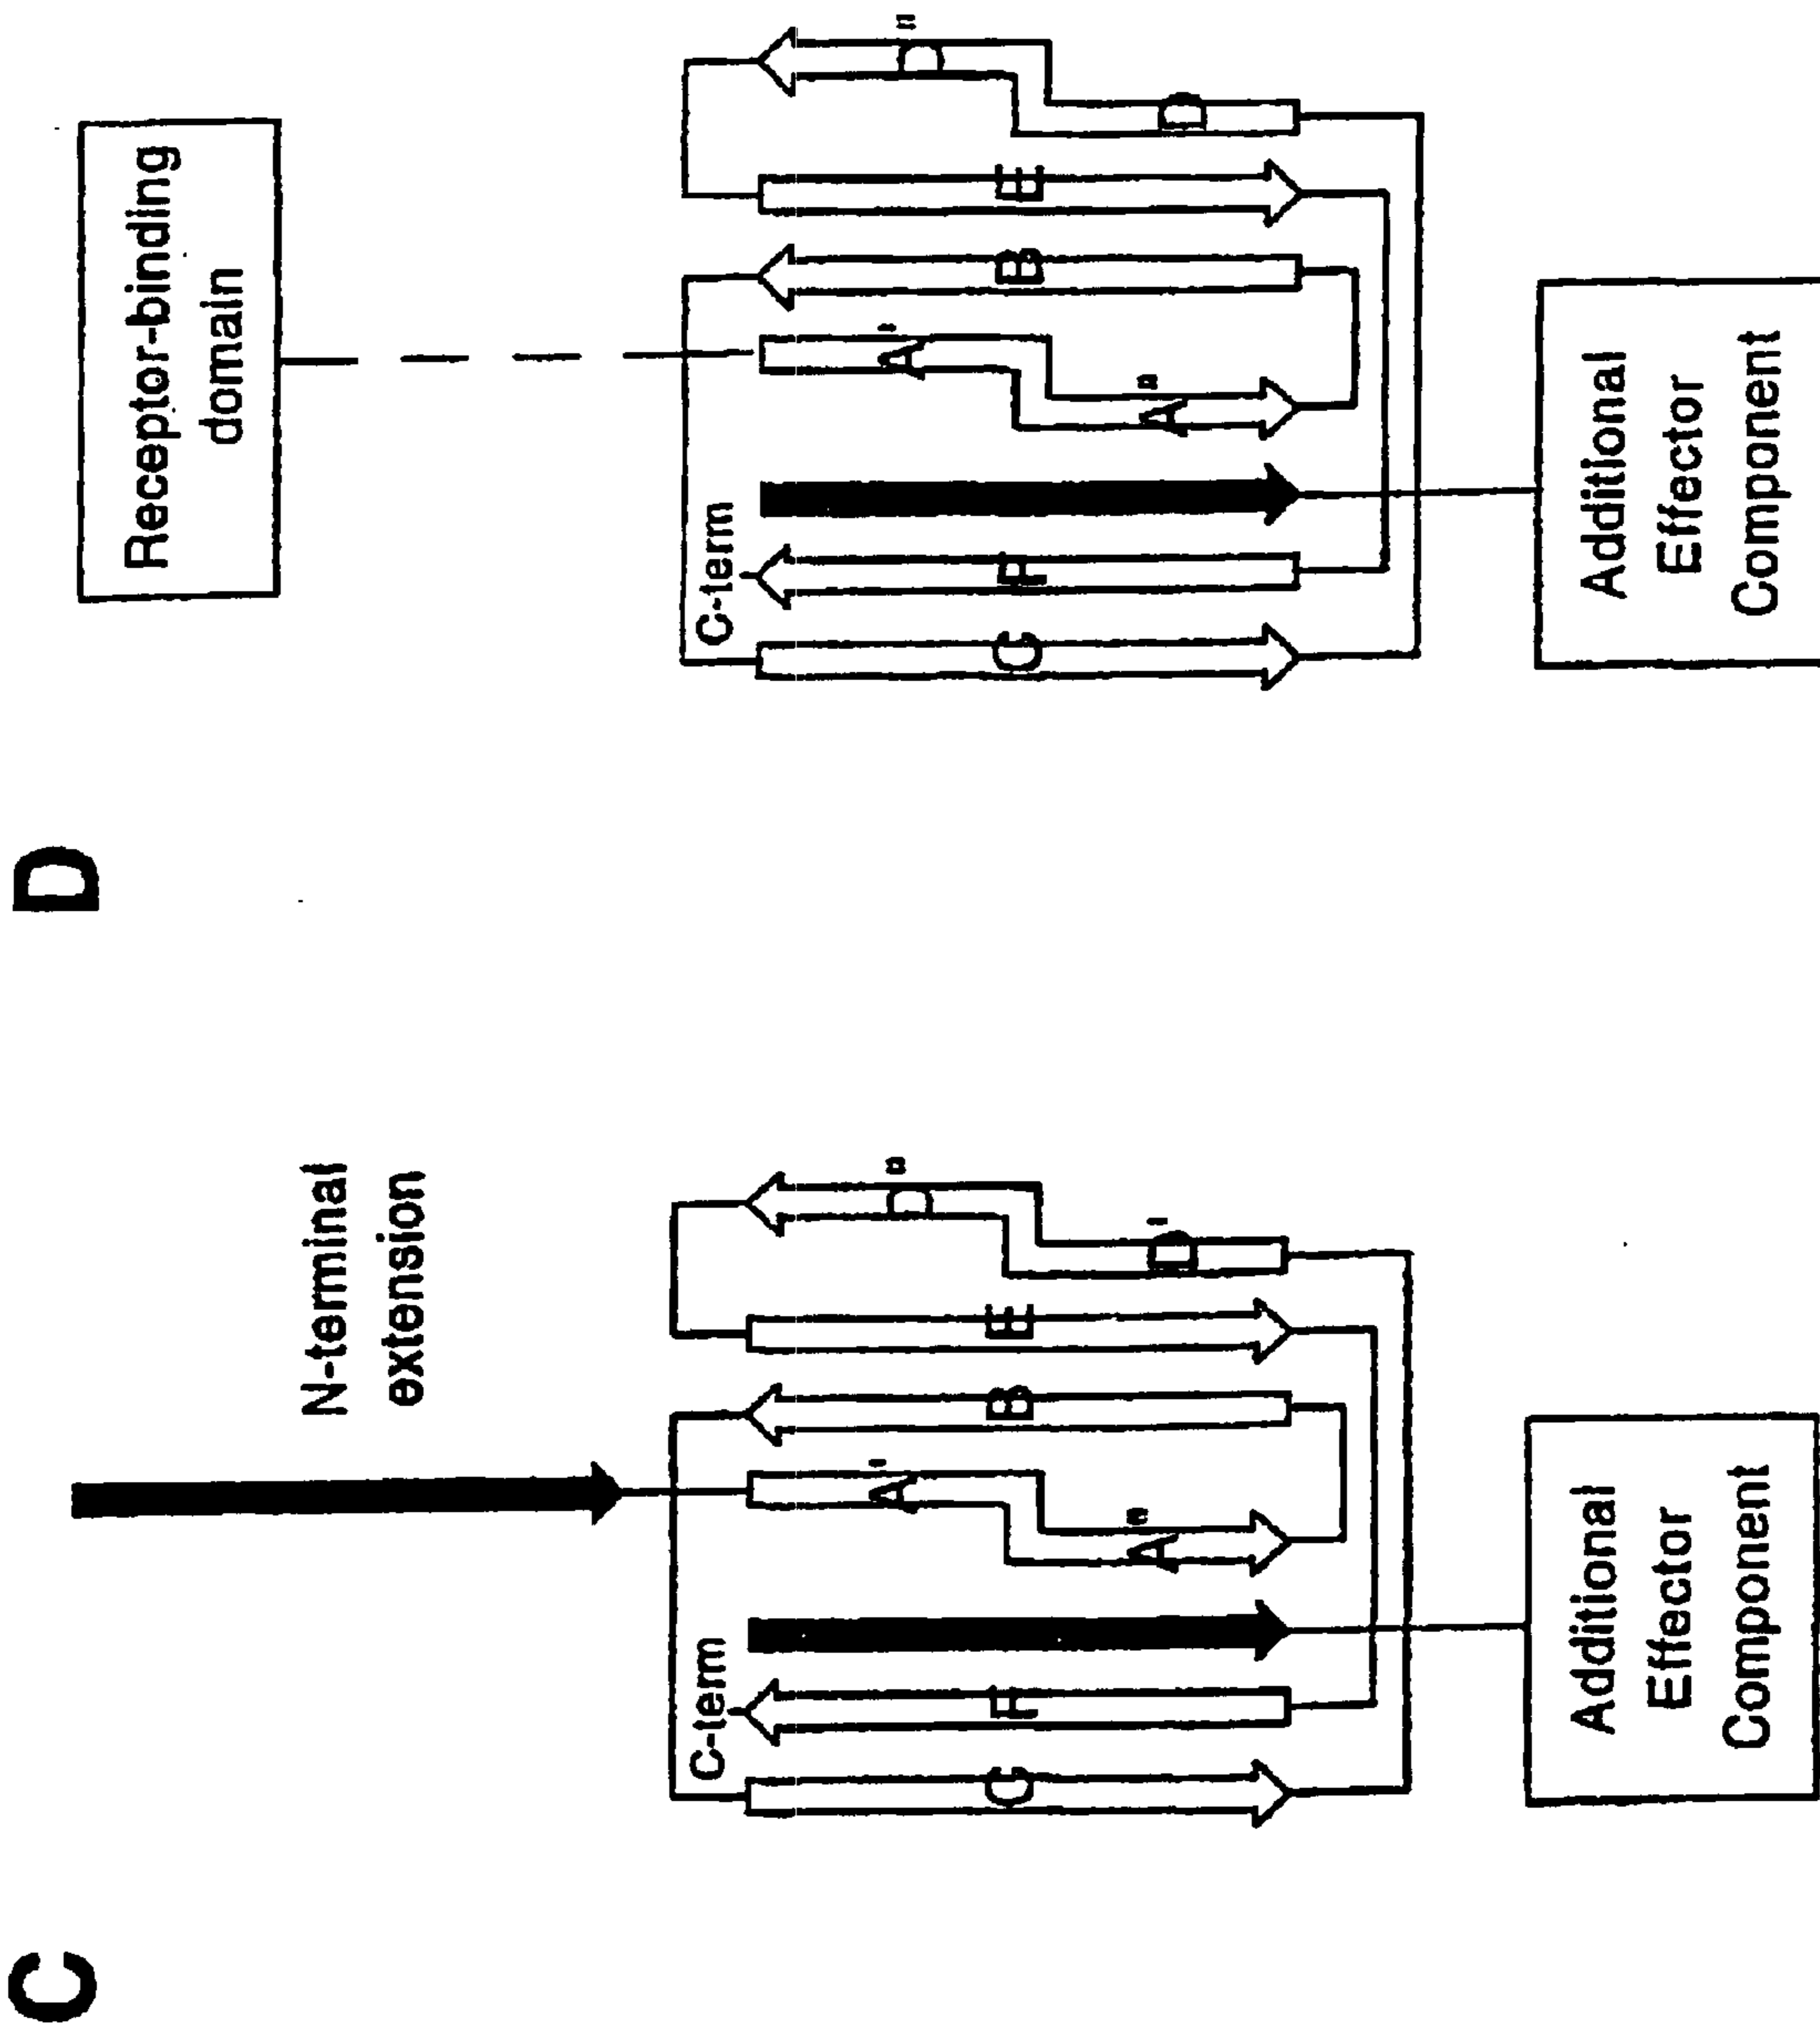 C
N-terminal
extension
C-term
A'
D"
C
F
B
E
A"
D'
Additional
Effector
Component
D
Receptor-binding
domain
C-term
A'
D"
C
F
B
E
A"
D
Additional
Effector
Component